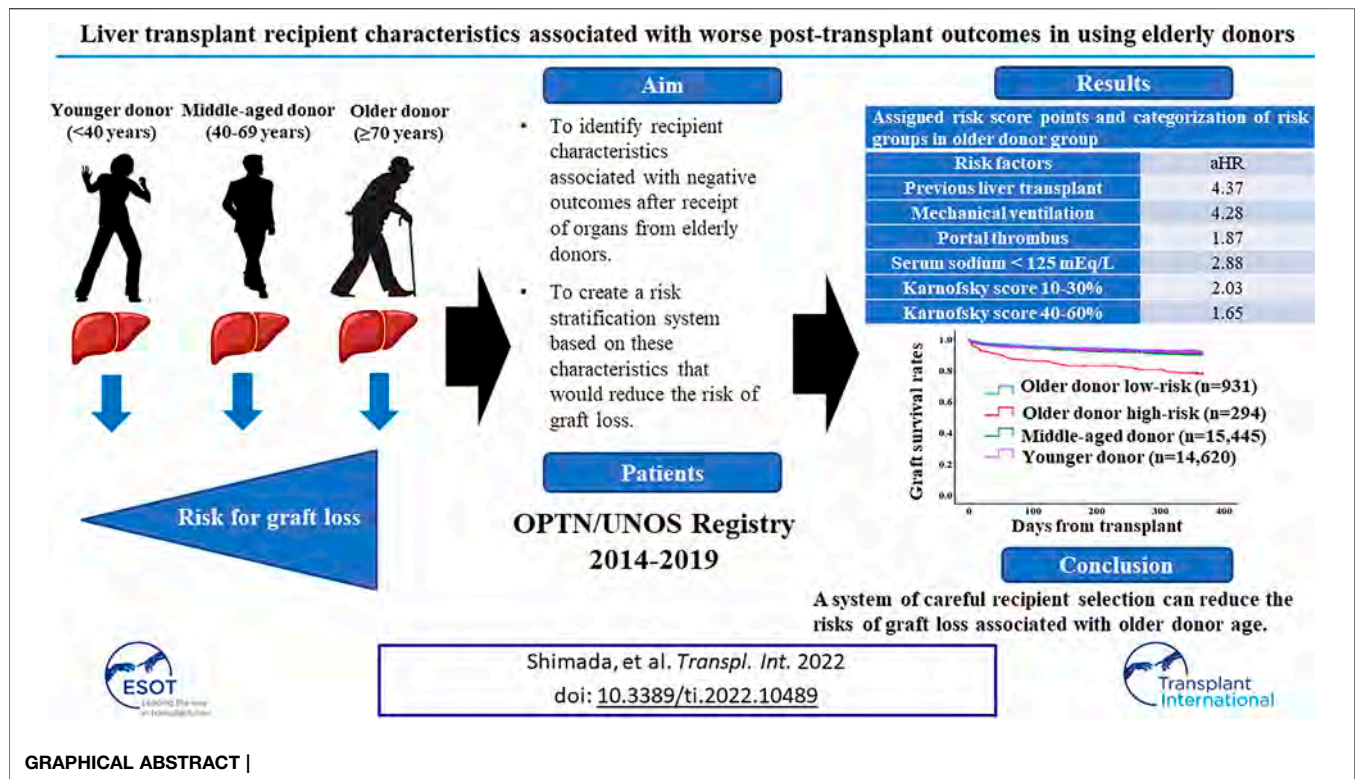 Liver transplant recipient characteristics associated with worse post-transplant outcomes in using elderly donors
Younger donor
(<40 years)
Middle-aged donor
(40-69 years)
Older donor
(≥70 years)
Risk for graft loss
Aim
• To identify recipient
characteristics
associated with negative
outcomes after receipt
of organs from elderly
donors.
• To create a risk
stratification system
based on these
characteristics that
would reduce the risk of
graft loss.
Patients
OPTN/UNOS Registry
2014-2019
Results
Assigned risk score points and categorization of risk
groups in older donor group
Risk factors aHR
Previous liver transplant 4.37
Mechanical ventilation 4.28
Portal thrombus 1.87
Serum sodium < 125 mEq/L 2.88
Karnofsky score 10-30% 2.03
Karnofsky score 40-60% 1.65
Graft survival rates
1.0
0.8
0.6
0.4
0.2
0.0
Older donor low-risk (n=931)
Older donor high-risk (n=294)
Middle-aged donor (n=15,445)
Younger donor (n=14,620)
0 100 200 300 400
Days from transplant
Conclusion
A system of careful recipient selection can reduce the
risks of graft loss associated with older donor age.
ESOT
Leading the way
in transplantation
Shimada, et al. Transpl. Int. 2022
doi: 10.3389/ti.2022.10489
Transplant
International
GRAPHICAL ABSTRACT |